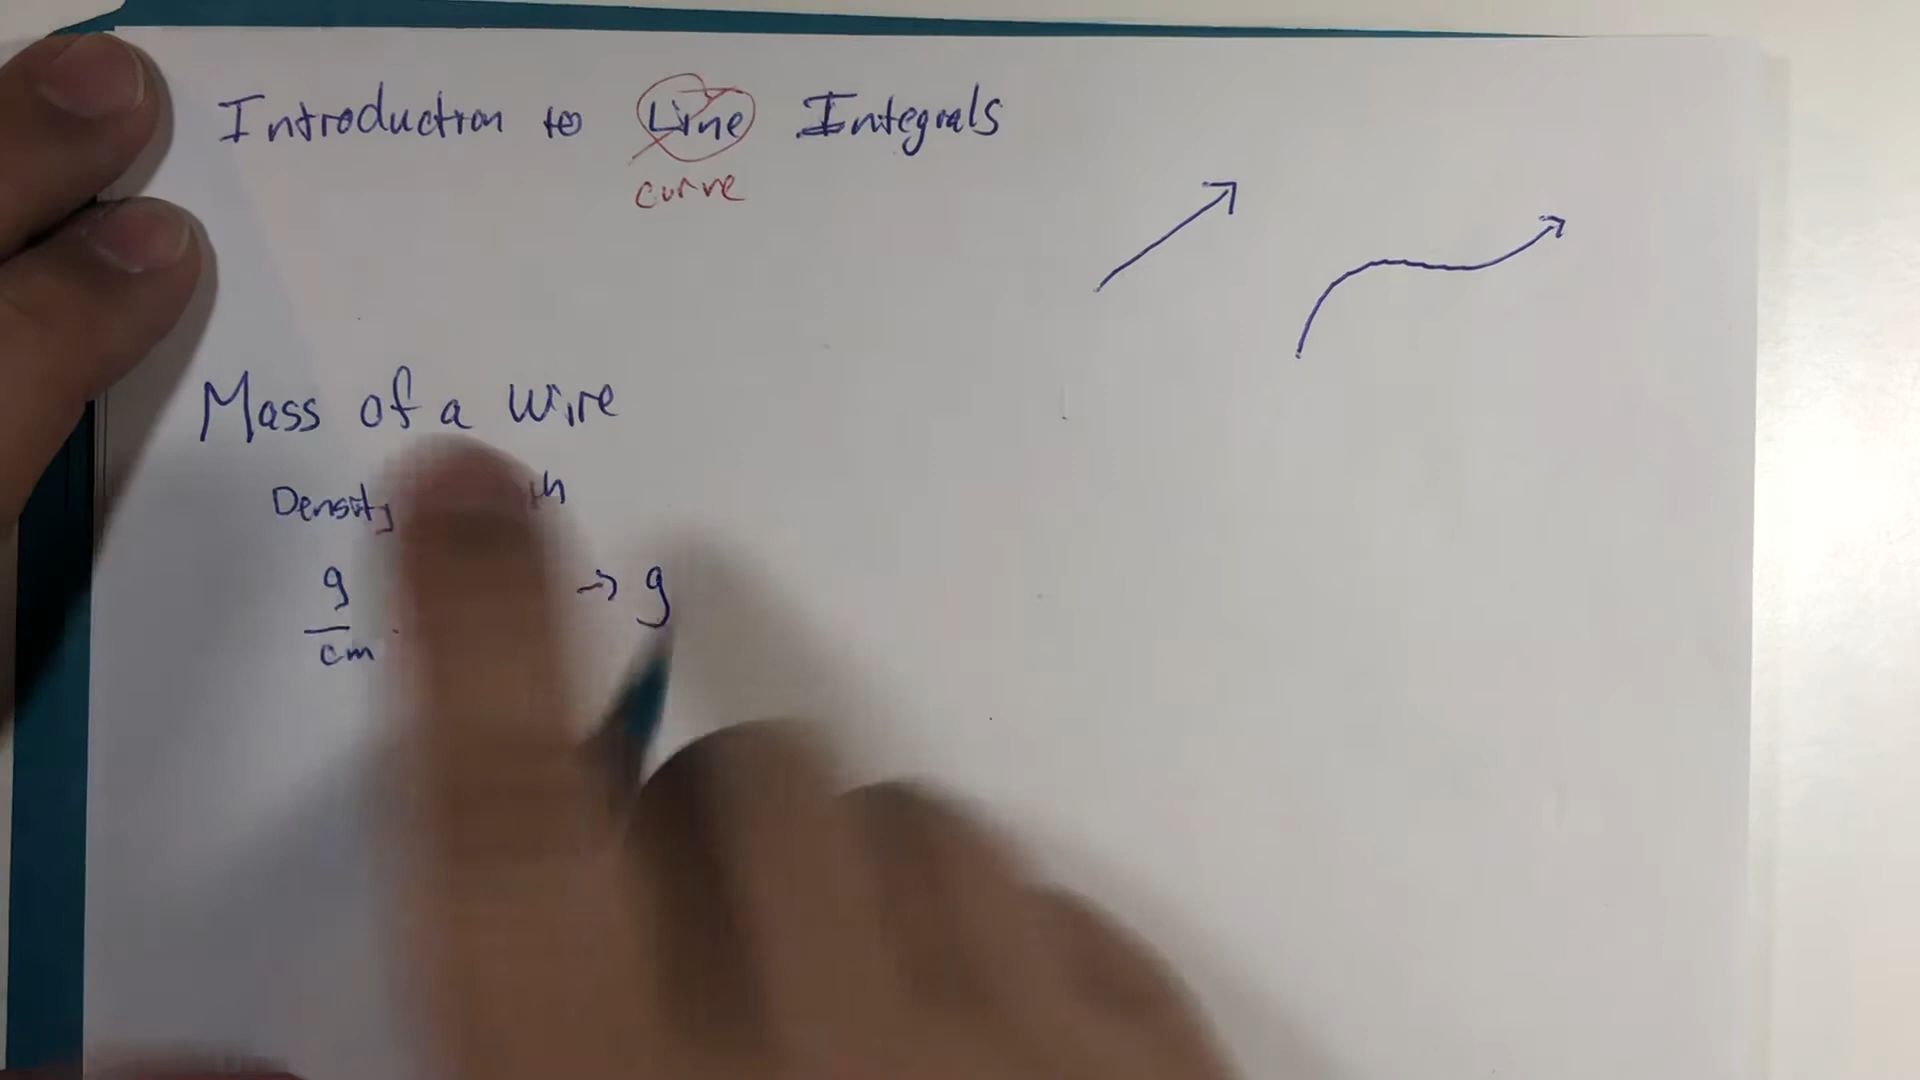 Introduction to Line Integrals
curve
Mass of a wire
Density
g → g
cm